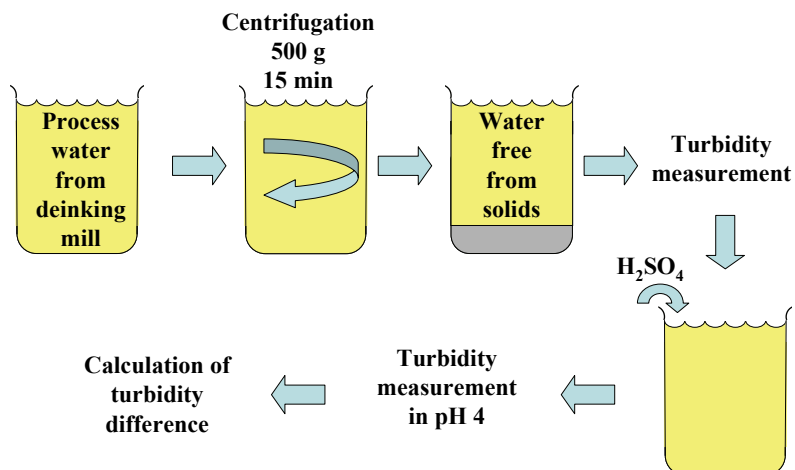 Centrifugation
500 g
15 min
Process
water
from
deinking
mill
Water
free
from
solids
Turbidity
measurement
H₂SO₄
Turbidity
measurement
in pH 4
Calculation of
turbidity
difference